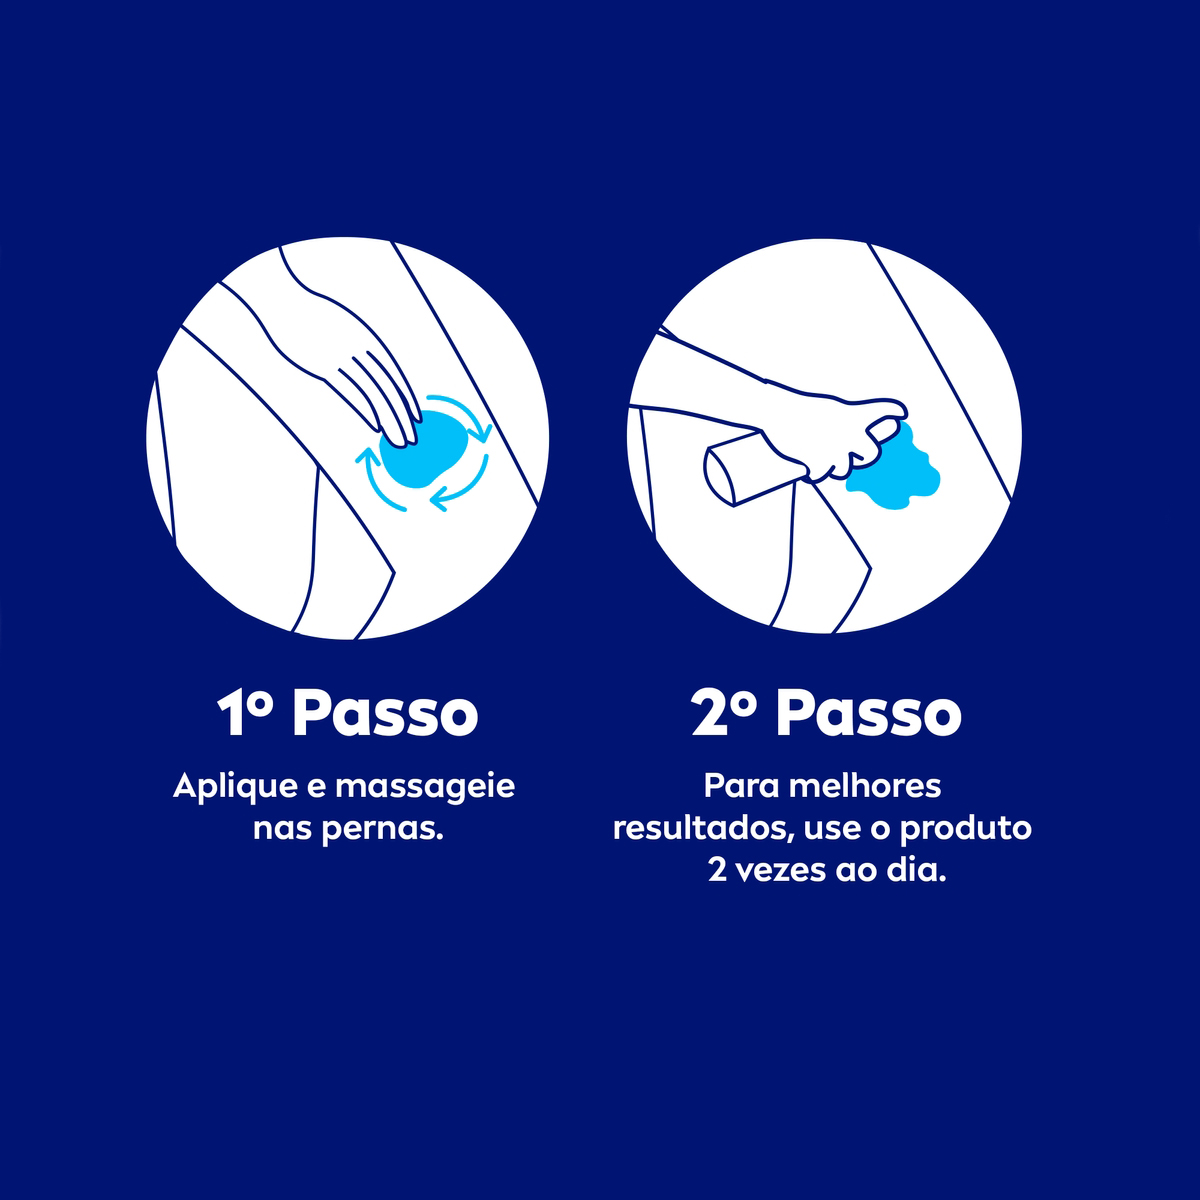 1º Passo
Aplique e massageie
nas pernas.
2º Passo
Para melhores
resultados, use o produto
2 vezes ao dia.